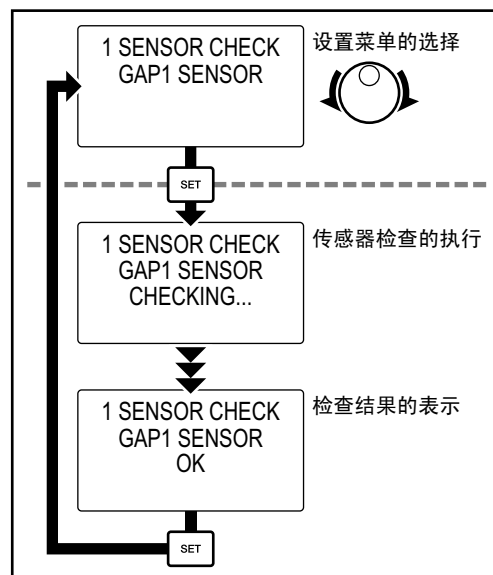 1 SENSOR CHECK
GAP1 SENSOR
设置菜单的选择
SET
1 SENSOR CHECK
GAP1 SENSOR
CHECKING...
传感器检查的执行
1 SENSOR CHECK
GAP1 SENSOR
OK
检查结果的表示
SET